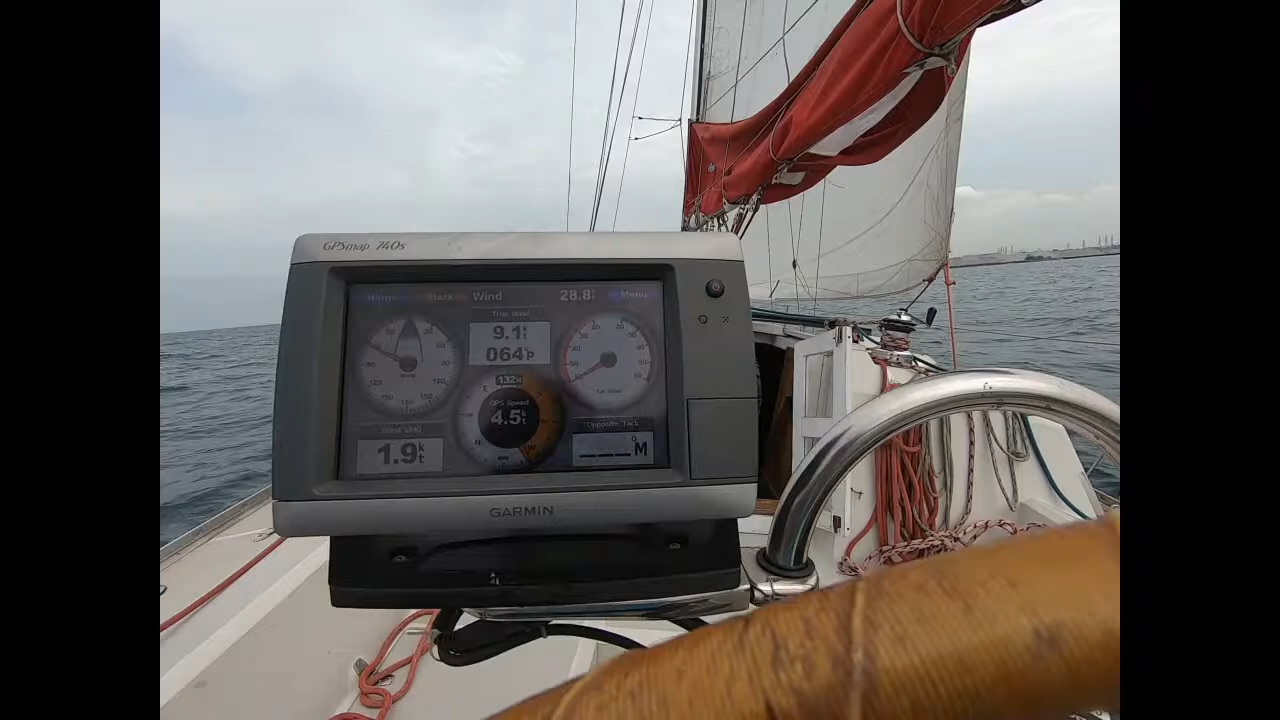 GPSmap 740s
Wind 28.8 Menu
True Wind
9.1 k t
064° P
132
GPS Speed
4.5 k t
E
N
W
Wind VMG
1.9 k t
Opposite Tack
___° M
GARMIN